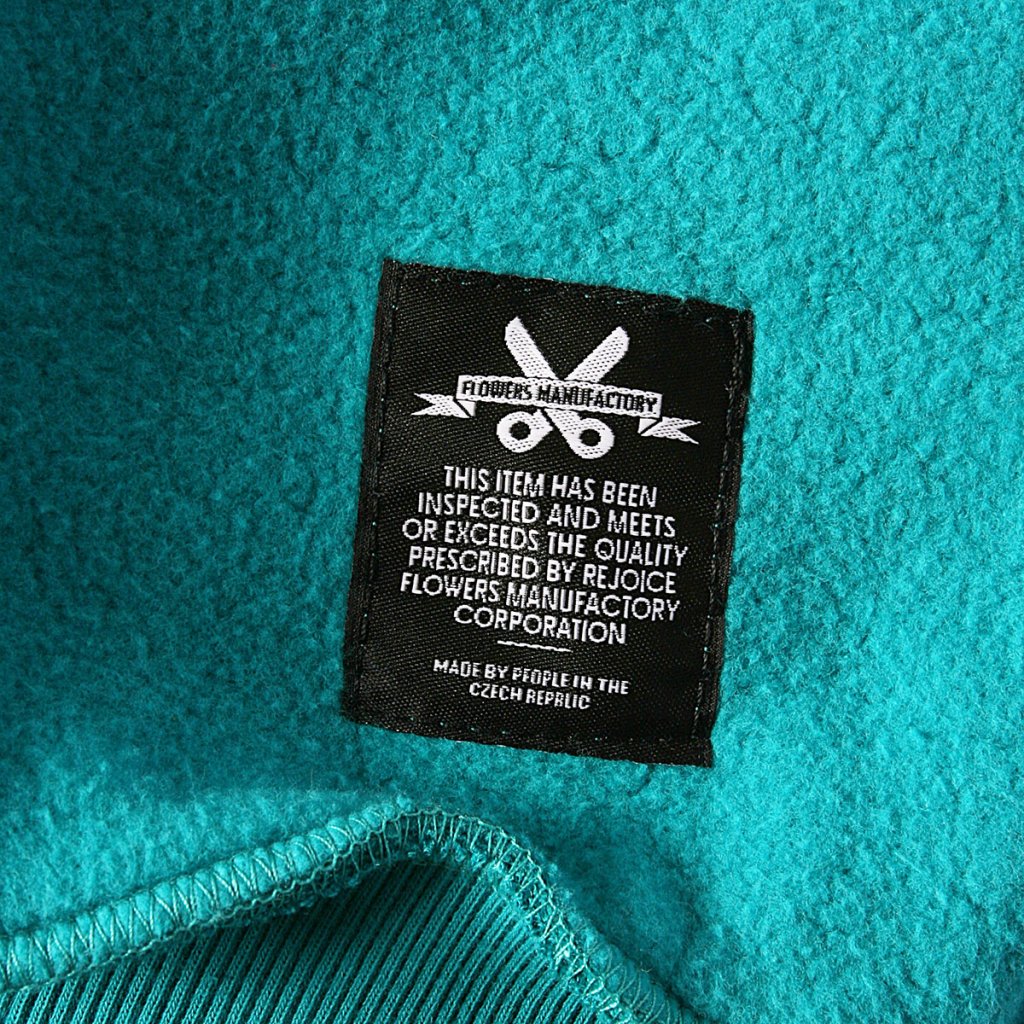 FLOWERS MANUFACTORY
THIS ITEM HAS BEEN
INSPECTED AND MEETS
OR EXCEEDS THE QUALITY
PRESCRIBED BY REJOICE
FLOWERS MANUFACTORY
CORPORATION
MADE BY PEOPLE IN THE
CZECH REPRLIC